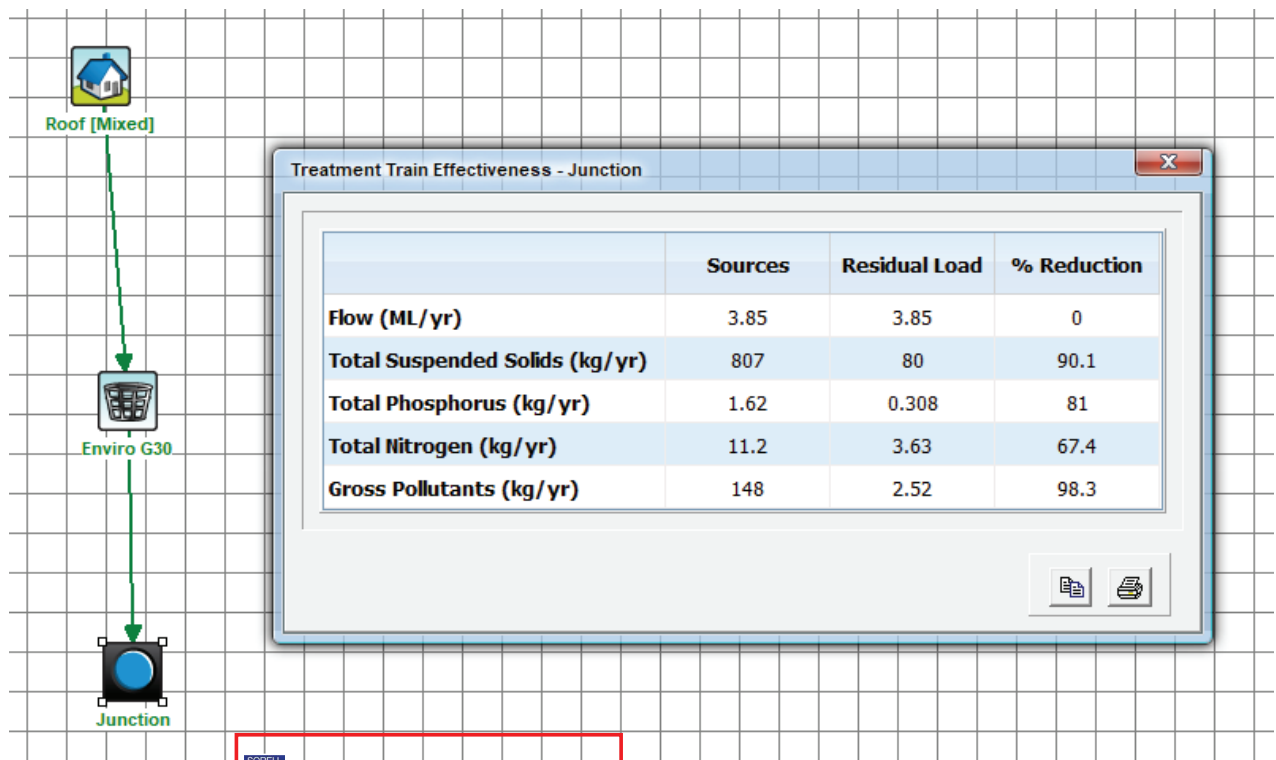 Roof [Mixed]
Treatment Train Effectiveness - Junction
Sources Residual Load % Reduction
Flow (ML/yr) 3.85 3.85 0
Total Suspended Solids (kg/yr) 807 80 90.1
Total Phosphorus (kg/yr) 1.62 0.308 81
Total Nitrogen (kg/yr) 11.2 3.63 67.4
Gross Pollutants (kg/yr) 148 2.52 98.3
Enviro G30
Junction